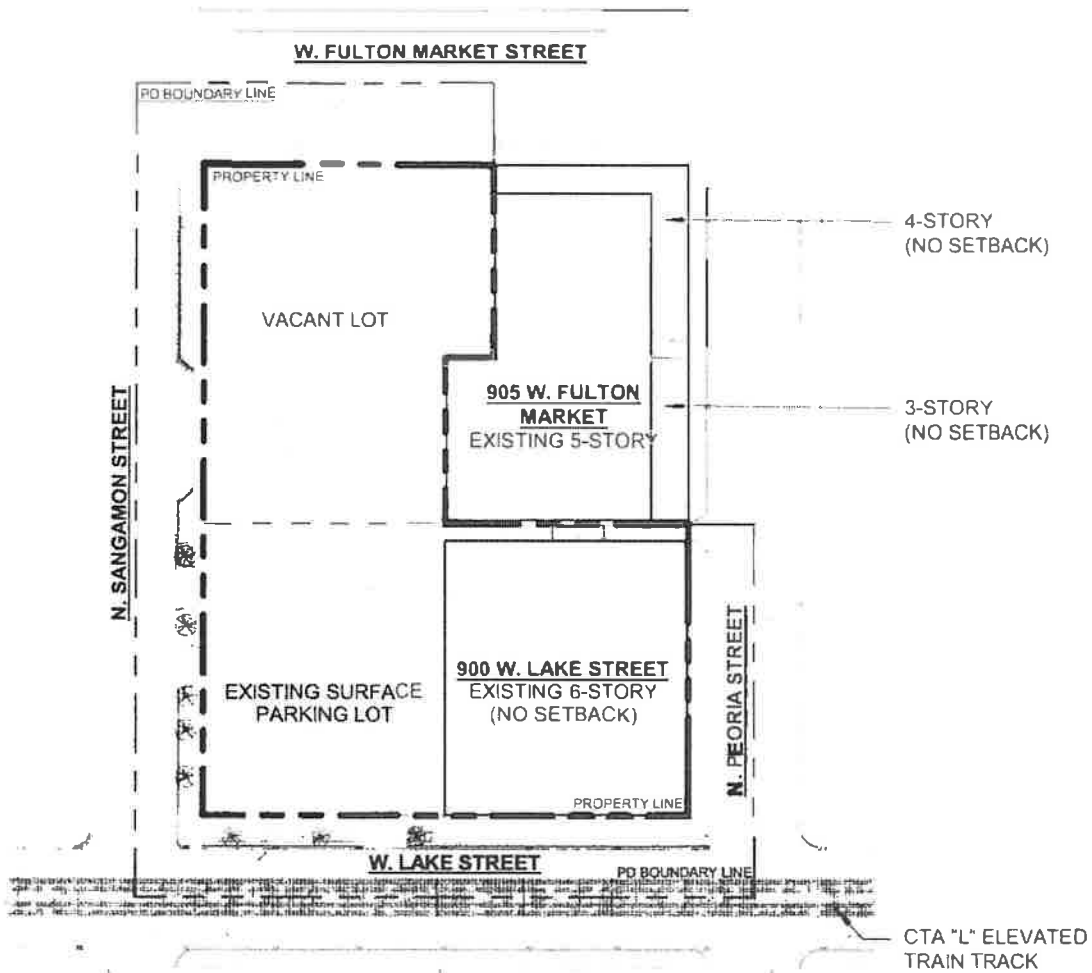 W. FULTON MARKET STREET
PD BOUNDARY LINE
PROPERTY LINE
4-STORY
(NO SETBACK)
VACANT LOT
905 W. FULTON
MARKET
EXISTING 5-STORY
3-STORY
(NO SETBACK)
N. SANGAMON STREET
900 W. LAKE STREET
EXISTING 6-STORY
(NO SETBACK)
EXISTING SURFACE
PARKING LOT
N. PEORIA STREET
PROPERTY LINE
W. LAKE STREET
PD BOUNDARY LINE
CTA "L" ELEVATED
TRAIN TRACK